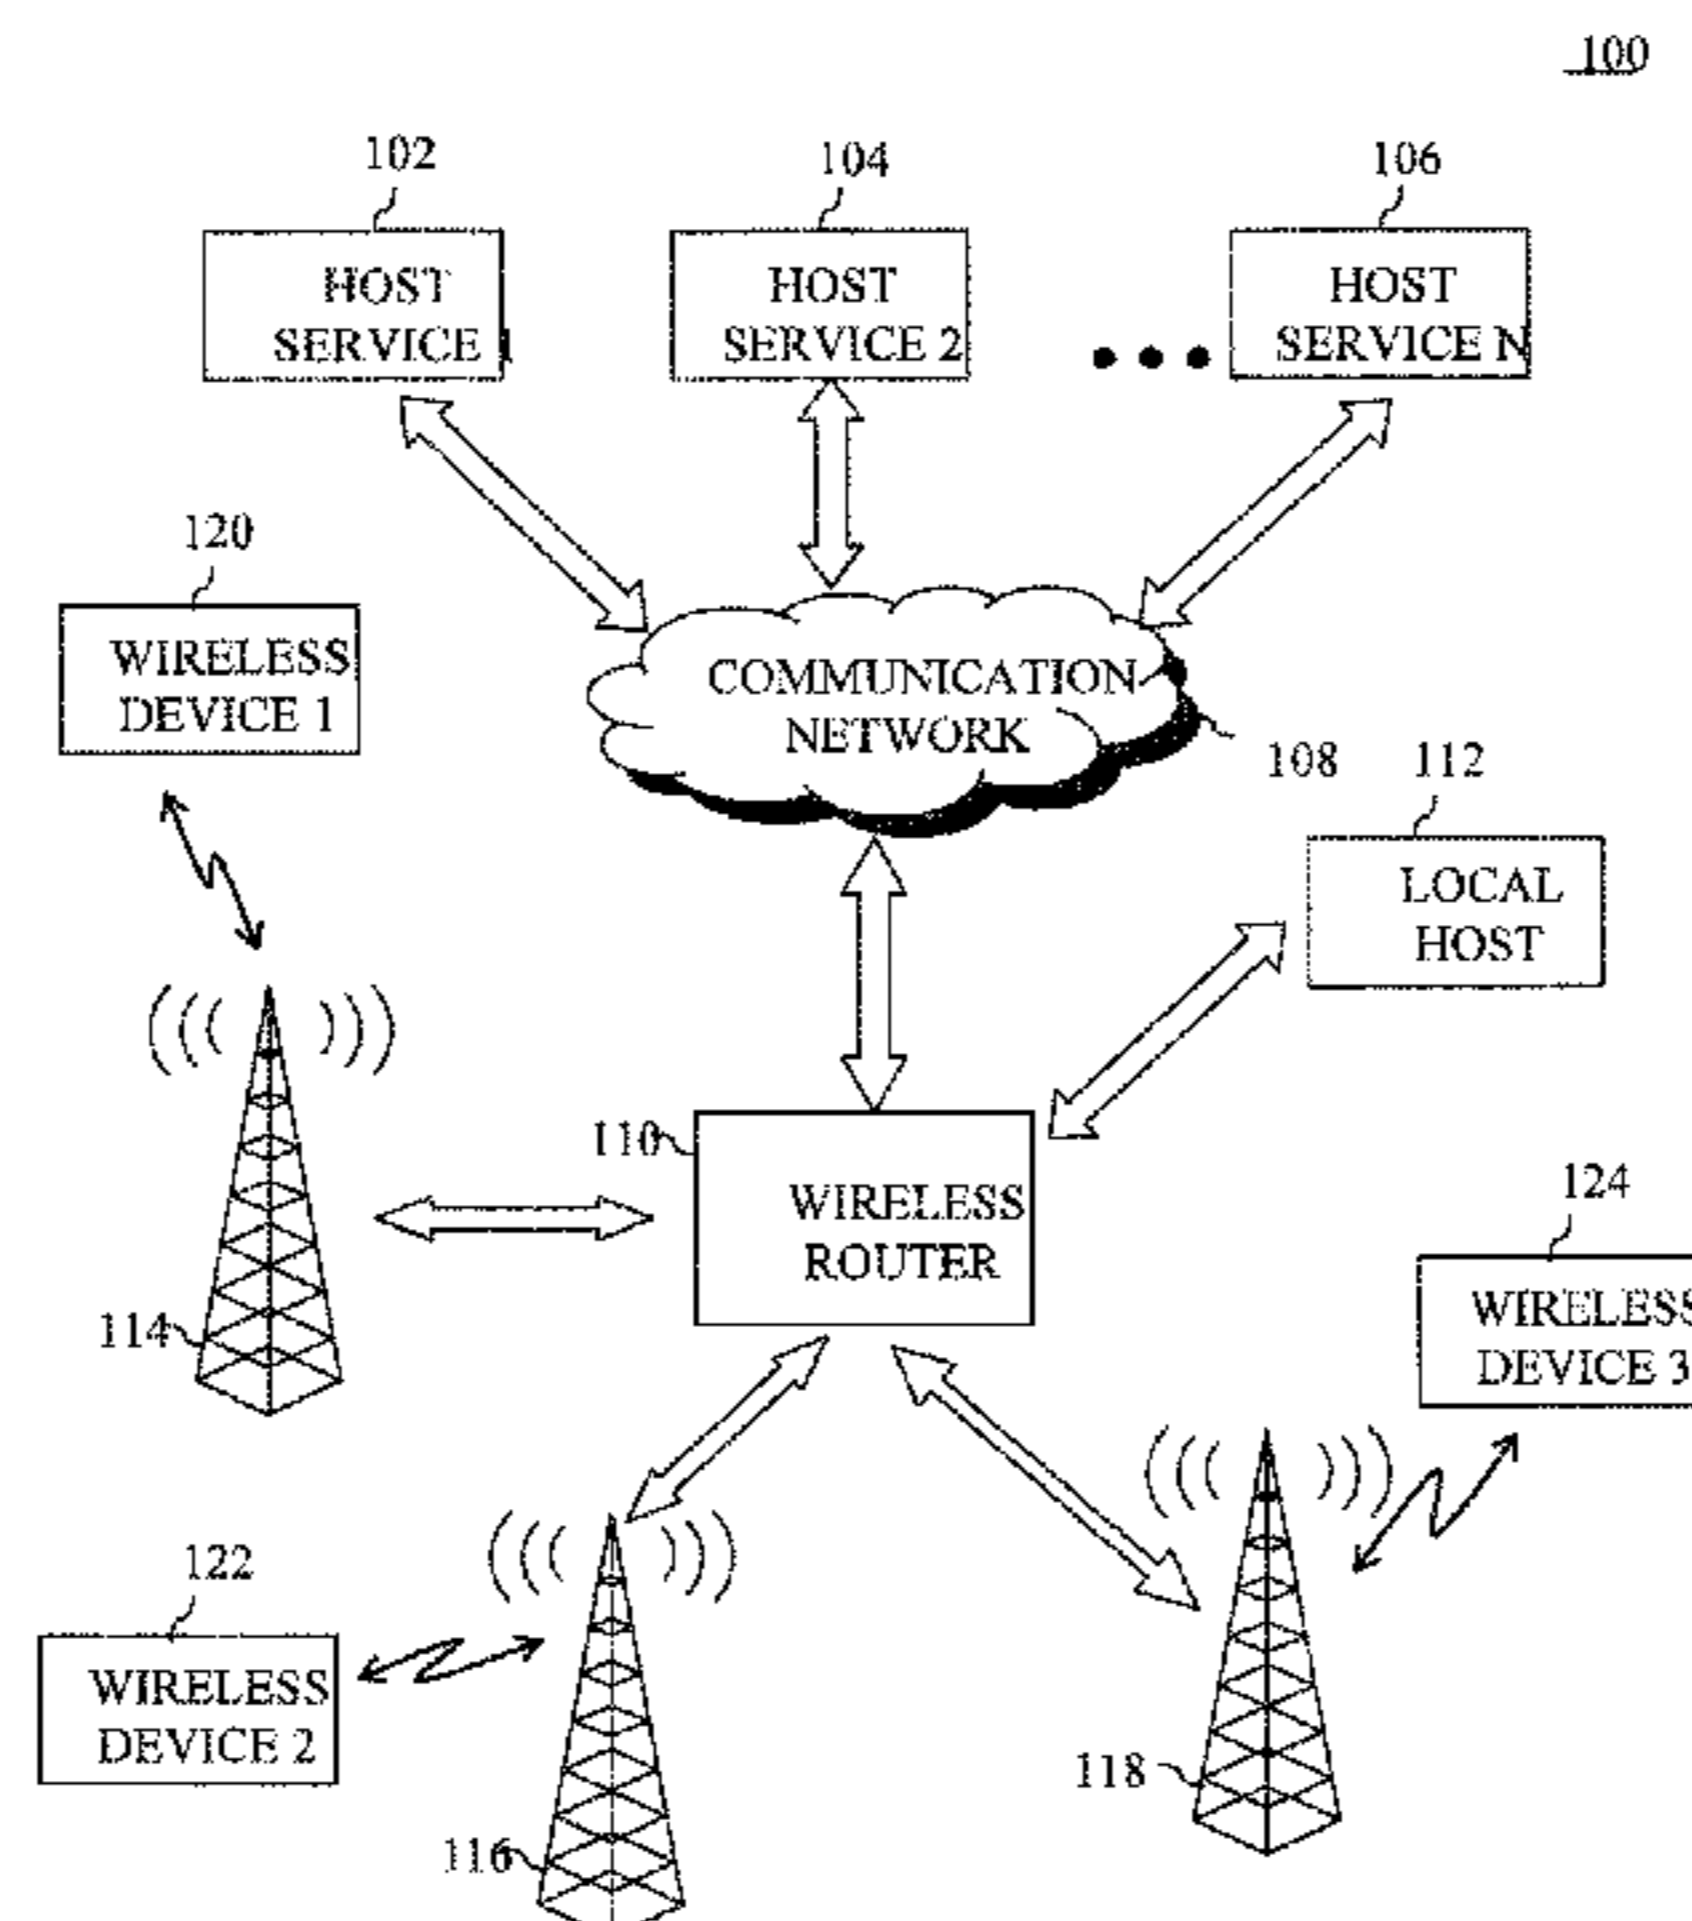 100
102
104
106
HOST
SERVICE 1
HOST
SERVICE 2
HOST
SERVICE N
120
WIRELESS
DEVICE 1
COMMUNICATION
NETWORK
108
112
LOCAL
HOST
110
WIRELESS
ROUTER
114
124
WIRELESS
DEVICE 3
122
WIRELESS
DEVICE 2
116
118